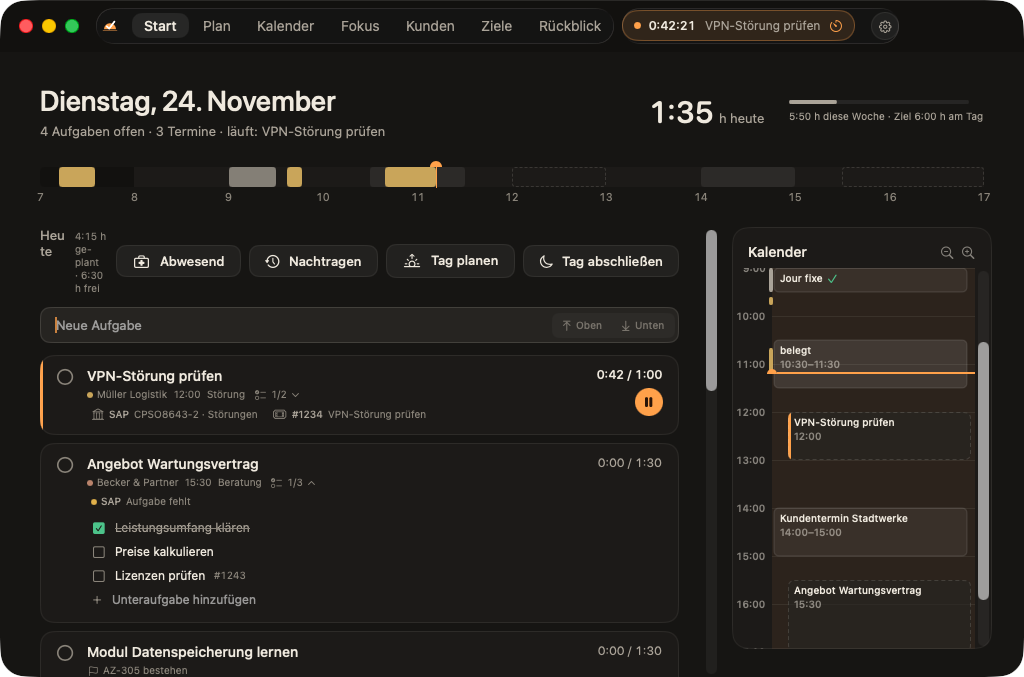 Start Plan Kalender Fokus Kunden Ziele Rückblick 0:42:21 VPN-Störung prüfen
Dienstag, 24. November
4 Aufgaben offen · 3 Termine · läuft: VPN-Störung prüfen
1:35 h heute
5:50 h diese Woche · Ziel 6:00 h am Tag
7 8 9 10 11 12 13 14 15 16 17
Heu
te
4:15 h
ge-
plant
· 6:30
h frei
Abwesend Nachtragen Tag planen Tag abschließen
Neue Aufgabe Oben Unten
VPN-Störung prüfen 0:42 / 1:00
Müller Logistik 12:00 Störung 1/2
SAP CPSO8643-2 · Störungen #1234 VPN-Störung prüfen
Angebot Wartungsvertrag 0:00 / 1:30
Becker & Partner 15:30 Beratung 1/3
SAP Aufgabe fehlt
Leistungsumfang klären
Preise kalkulieren
Lizenzen prüfen #1243
+ Unteraufgabe hinzufügen
Modul Datenspeicherung lernen 0:00 / 1:30
AZ-305 bestehen
Kalender
9:00
Jour fixe
10:00
belegt
10:30–11:30
11:00
12:00
VPN-Störung prüfen
12:00
13:00
14:00
Kundentermin Stadtwerke
14:00–15:00
15:00
Angebot Wartungsvertrag
15:30
16:00